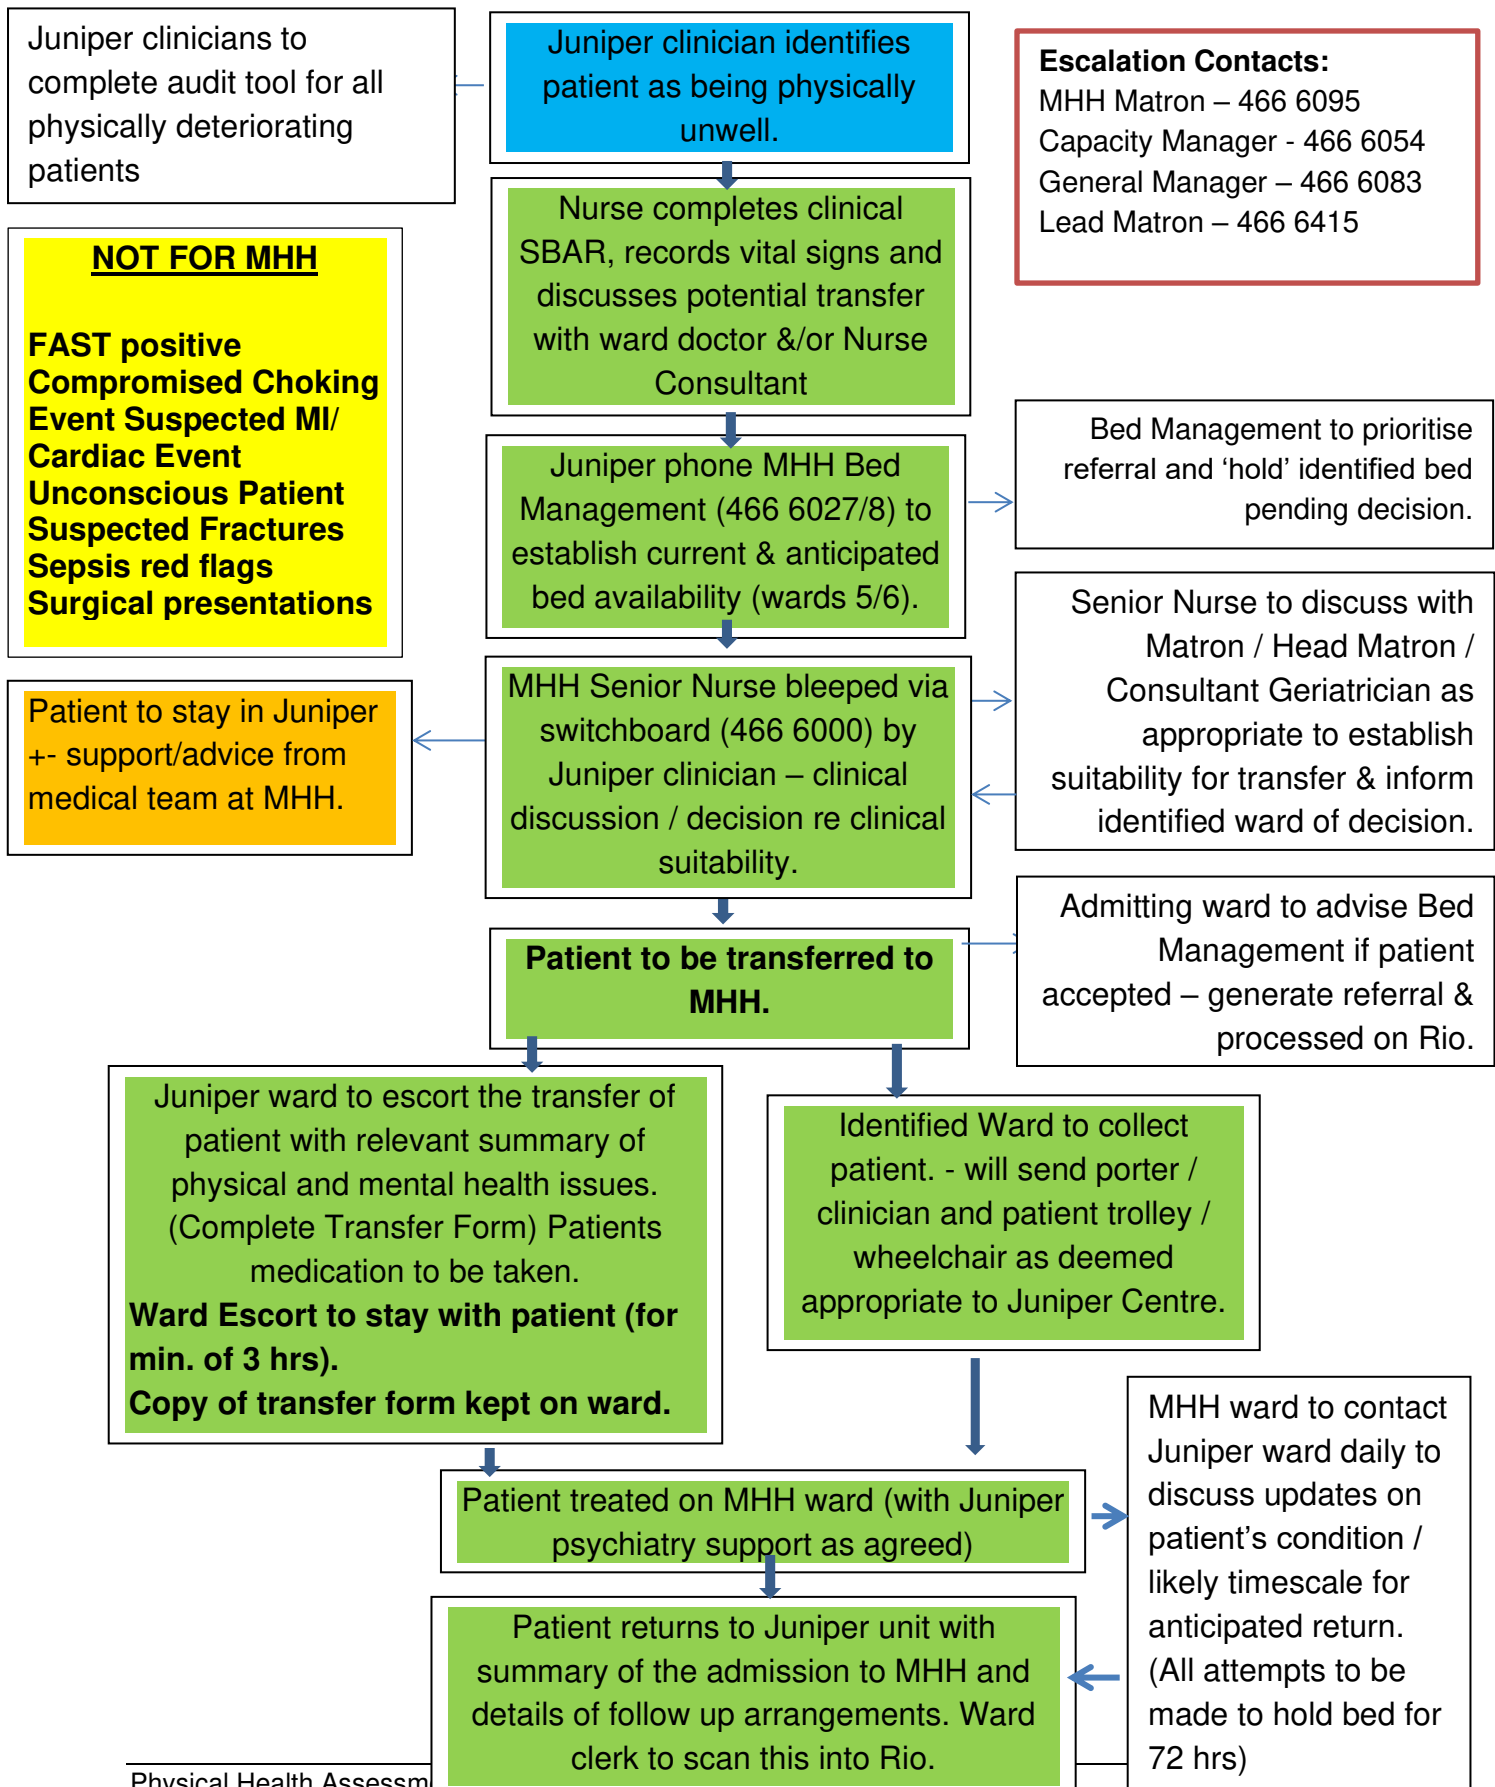 Juniper clinicians to
complete audit tool for all
physically deteriorating
patients
Juniper clinician identifies
patient as being physically
unwell.
Escalation Contacts:
MHH Matron – 466 6095
Capacity Manager - 466 6054
General Manager – 466 6083
Lead Matron – 466 6415
Nurse completes clinical
SBAR, records vital signs and
discusses potential transfer
with ward doctor &/or Nurse
Consultant
NOT FOR MHH
FAST positive
Compromised Choking
Event Suspected MI/
Cardiac Event
Unconscious Patient
Suspected Fractures
Sepsis red flags
Surgical presentations
Juniper phone MHH Bed
Management (466 6027/8) to
establish current & anticipated
bed availability (wards 5/6).
Bed Management to prioritise
referral and ‘hold’ identified bed
pending decision.
MHH Senior Nurse bleeped via
switchboard (466 6000) by
Juniper clinician – clinical
discussion / decision re clinical
suitability.
Senior Nurse to discuss with
Matron / Head Matron /
Consultant Geriatrician as
appropriate to establish
suitability for transfer & inform
identified ward of decision.
Patient to stay in Juniper
+- support/advice from
medical team at MHH.
Patient to be transferred to
MHH.
Admitting ward to advise Bed
Management if patient
accepted – generate referral &
processed on Rio.
Juniper ward to escort the transfer of
patient with relevant summary of
physical and mental health issues.
(Complete Transfer Form) Patients
medication to be taken.
Ward Escort to stay with patient (for
min. of 3 hrs).
Copy of transfer form kept on ward.
Identified Ward to collect
patient. - will send porter /
clinician and patient trolley /
wheelchair as deemed
appropriate to Juniper Centre.
Patient treated on MHH ward (with Juniper
psychiatry support as agreed)
MHH ward to contact
Juniper ward daily to
discuss updates on
patient’s condition /
likely timescale for
anticipated return.
(All attempts to be
made to hold bed for
72 hrs)
Patient returns to Juniper unit with
summary of the admission to MHH and
details of follow up arrangements. Ward
clerk to scan this into Rio.
Physical Health